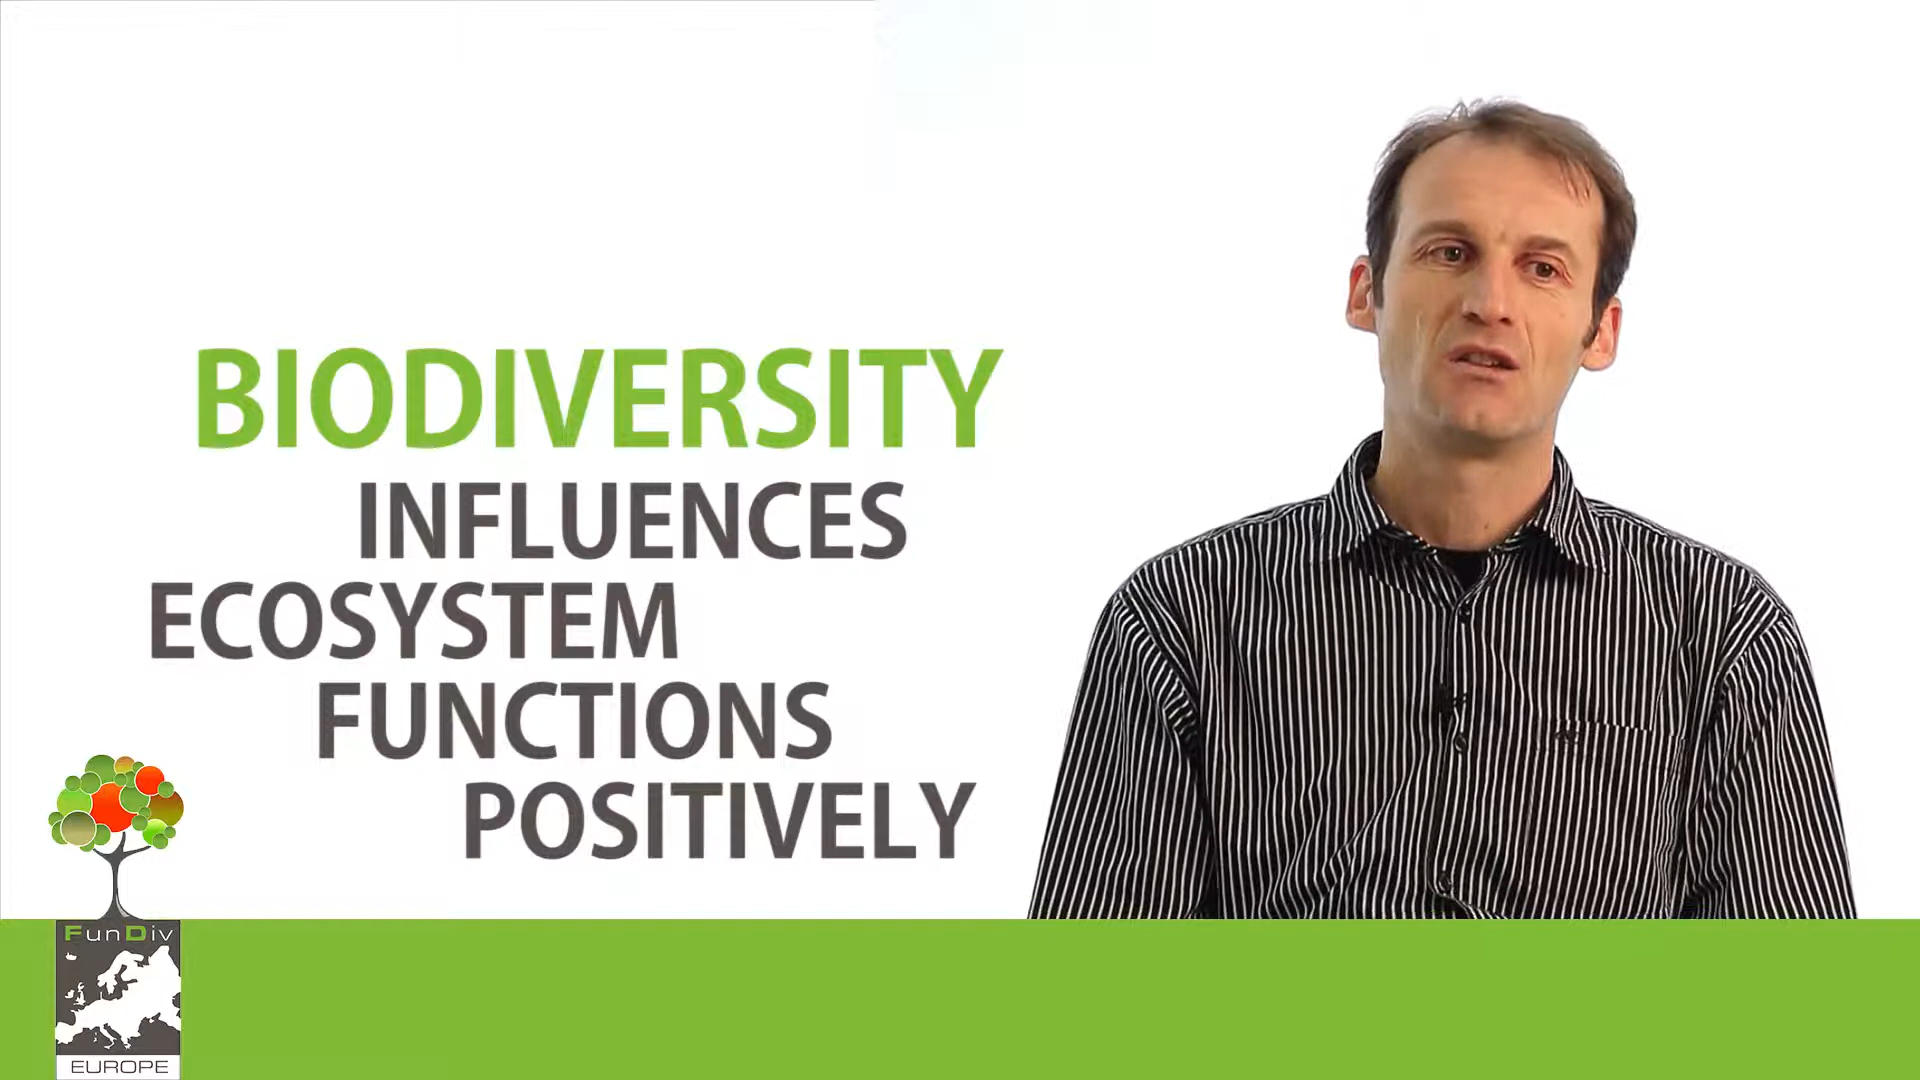 BIODIVERSITY
INFLUENCES
ECOSYSTEM
FUNCTIONS
POSITIVELY
FunDiv
EUROPE